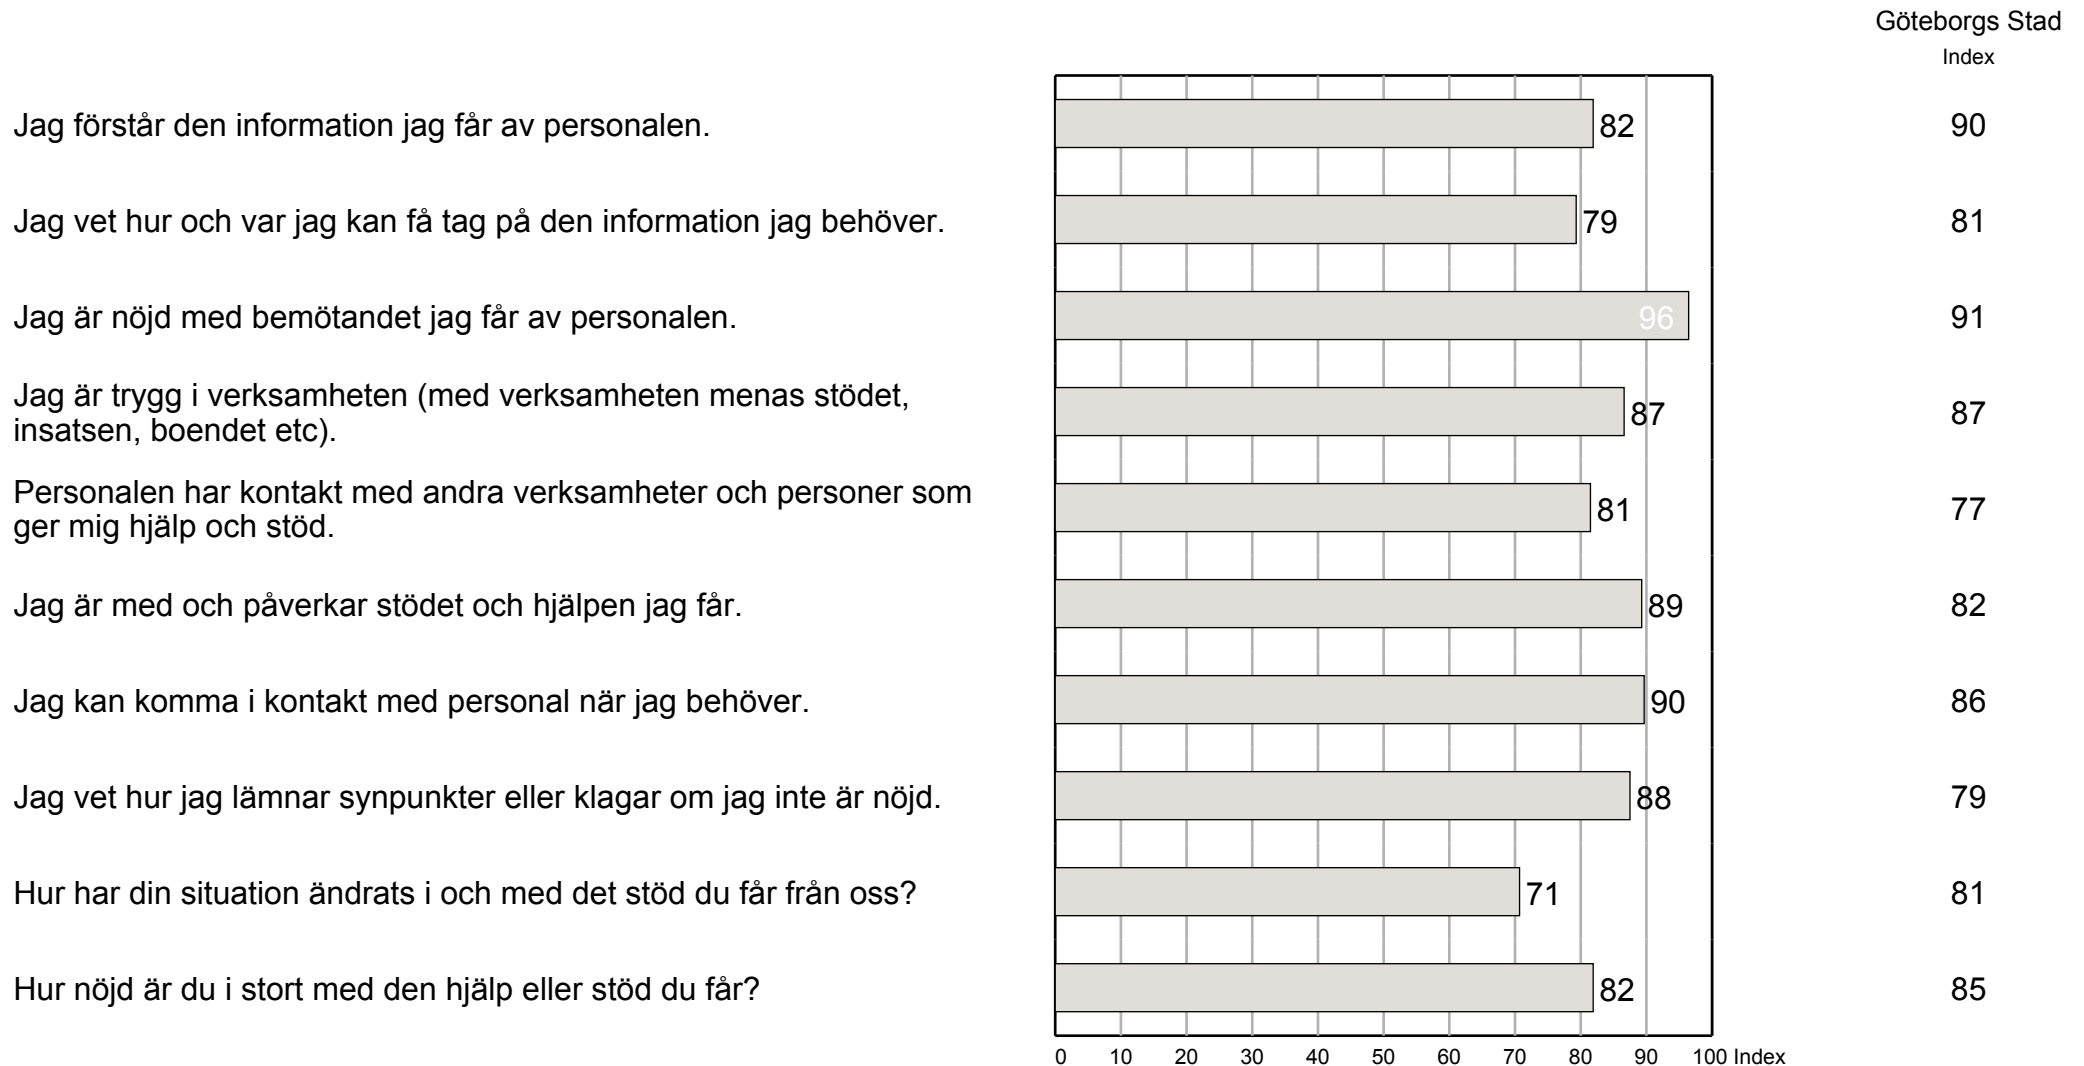 Göteborgs Stad
Index
Jag förstår den information jag får av personalen. 82 90
Jag vet hur och var jag kan få tag på den information jag behöver. 79 81
Jag är nöjd med bemötandet jag får av personalen. 96 91
Jag är trygg i verksamheten (med verksamheten menas stödet,
insatsen, boendet etc). 87 87
Personalen har kontakt med andra verksamheter och personer som
ger mig hjälp och stöd. 81 77
Jag är med och påverkar stödet och hjälpen jag får. 89 82
Jag kan komma i kontakt med personal när jag behöver. 90 86
Jag vet hur jag lämnar synpunkter eller klagar om jag inte är nöjd. 88 79
Hur har din situation ändrats i och med det stöd du får från oss? 71 81
Hur nöjd är du i stort med den hjälp eller stöd du får? 82 85
0 10 20 30 40 50 60 70 80 90 100 Index